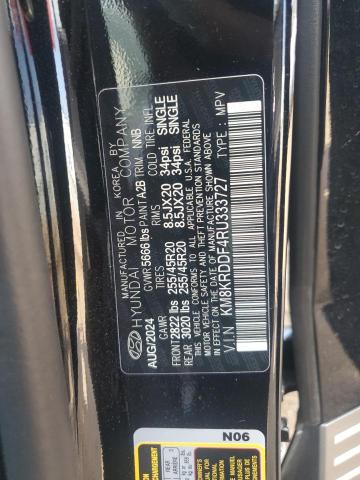 MANUFACTURED IN KOREA BY
HYUNDAI MOTOR COMPANY
AUG/2024 GVWR 5666 lbs PAINT A2B TRIM NNB
GAWR TIRES RIMS COLD TIRE INFL.
FRONT 2822 lbs 255/45R20 8.5JX20 34psi SINGLE
REAR 3020 lbs 255/45R20 8.5JX20 34psi SINGLE
THIS VEHICLE CONFORMS TO ALL APPLICABLE U.S.A. FEDERAL
MOTOR VEHICLE SAFETY AND THEFT PREVENTION STANDARDS
IN EFFECT ON THE DATE OF MANUFACTURE SHOWN ABOVE.
V.I.N KM8KRDDF4RU333727 TYPE : MPV
N06
REAR
ARRIERE